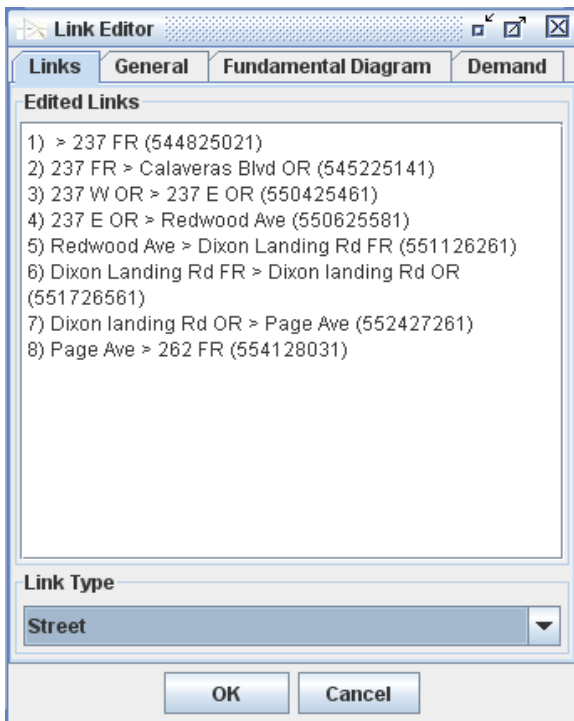 Link Editor
Links General Fundamental Diagram Demand
Edited Links
1)  > 237 FR (544825021)
2) 237 FR > Calaveras Blvd OR (545225141)
3) 237 W OR > 237 E OR (550425461)
4) 237 E OR > Redwood Ave (550625581)
5) Redwood Ave > Dixon Landing Rd FR (551126261)
6) Dixon Landing Rd FR > Dixon landing Rd OR
(551726561)
7) Dixon landing Rd OR > Page Ave (552427261)
8) Page Ave > 262 FR (554128031)
Link Type
Street
OK Cancel